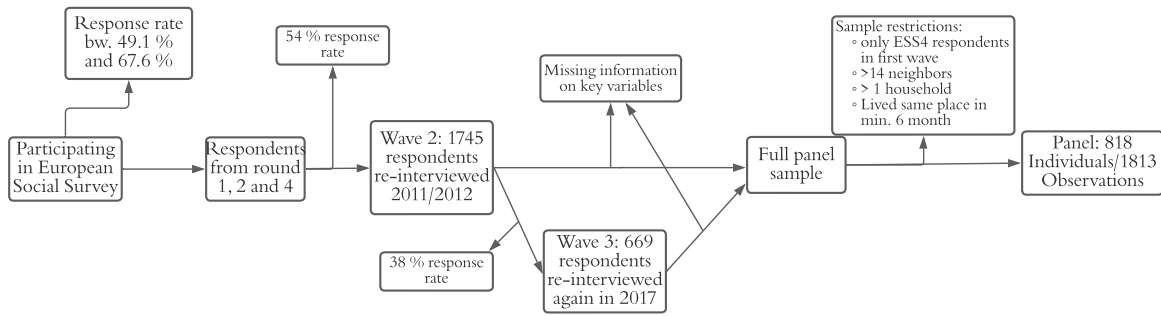 Response rate
bw. 49.1 %
and 67.6 %
54 % response
rate
Missing information
on key variables
Sample restrictions:
◦ only ESS4 respondents
in first wave
◦ >14 neighbors
◦ > 1 household
◦ Lived same place in
min. 6 month
Participating
in European
Social Survey
Respondents
from round
1, 2 and 4
Wave 2: 1745
respondents
re-interviewed
2011/2012
Full panel
sample
Panel: 818
Individuals/1813
Observations
38 % response
rate
Wave 3: 669
respondents
re-interviewed
again in 2017